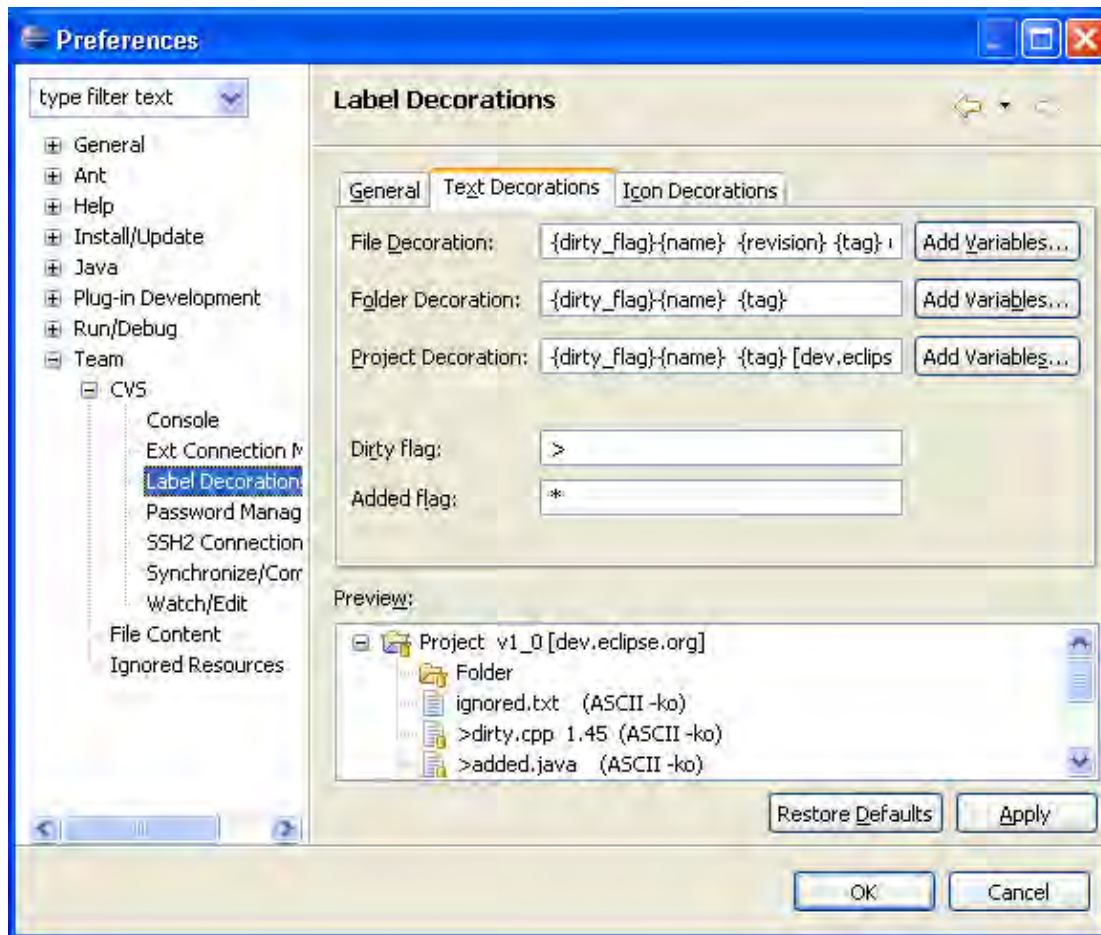 Preferences
type filter text
General
Ant
Help
Install/Update
Java
Plug-in Development
Run/Debug
Team
CVS
Console
Ext Connection M
Label Decoration
Password Manag
SSH2 Connection
Synchronize/Com
Watch/Edit
File Content
Ignored Resources
Label Decorations
General Text Decorations Icon Decorations
File Decoration: {dirty_flag}{name} {revision} {tag} Add Variables...
Folder Decoration: {dirty_flag}{name} {tag} Add Variables...
Project Decoration: {dirty_flag}{name} {tag} [dev.eclips Add Variables...
Dirty flag: >
Added flag: *
Preview:
Project v1_0 [dev.eclipse.org]
Folder
ignored.txt (ASCII -ko)
>dirty.cpp 1.45 (ASCII -ko)
>added.java (ASCII -ko)
Restore Defaults Apply
OK Cancel